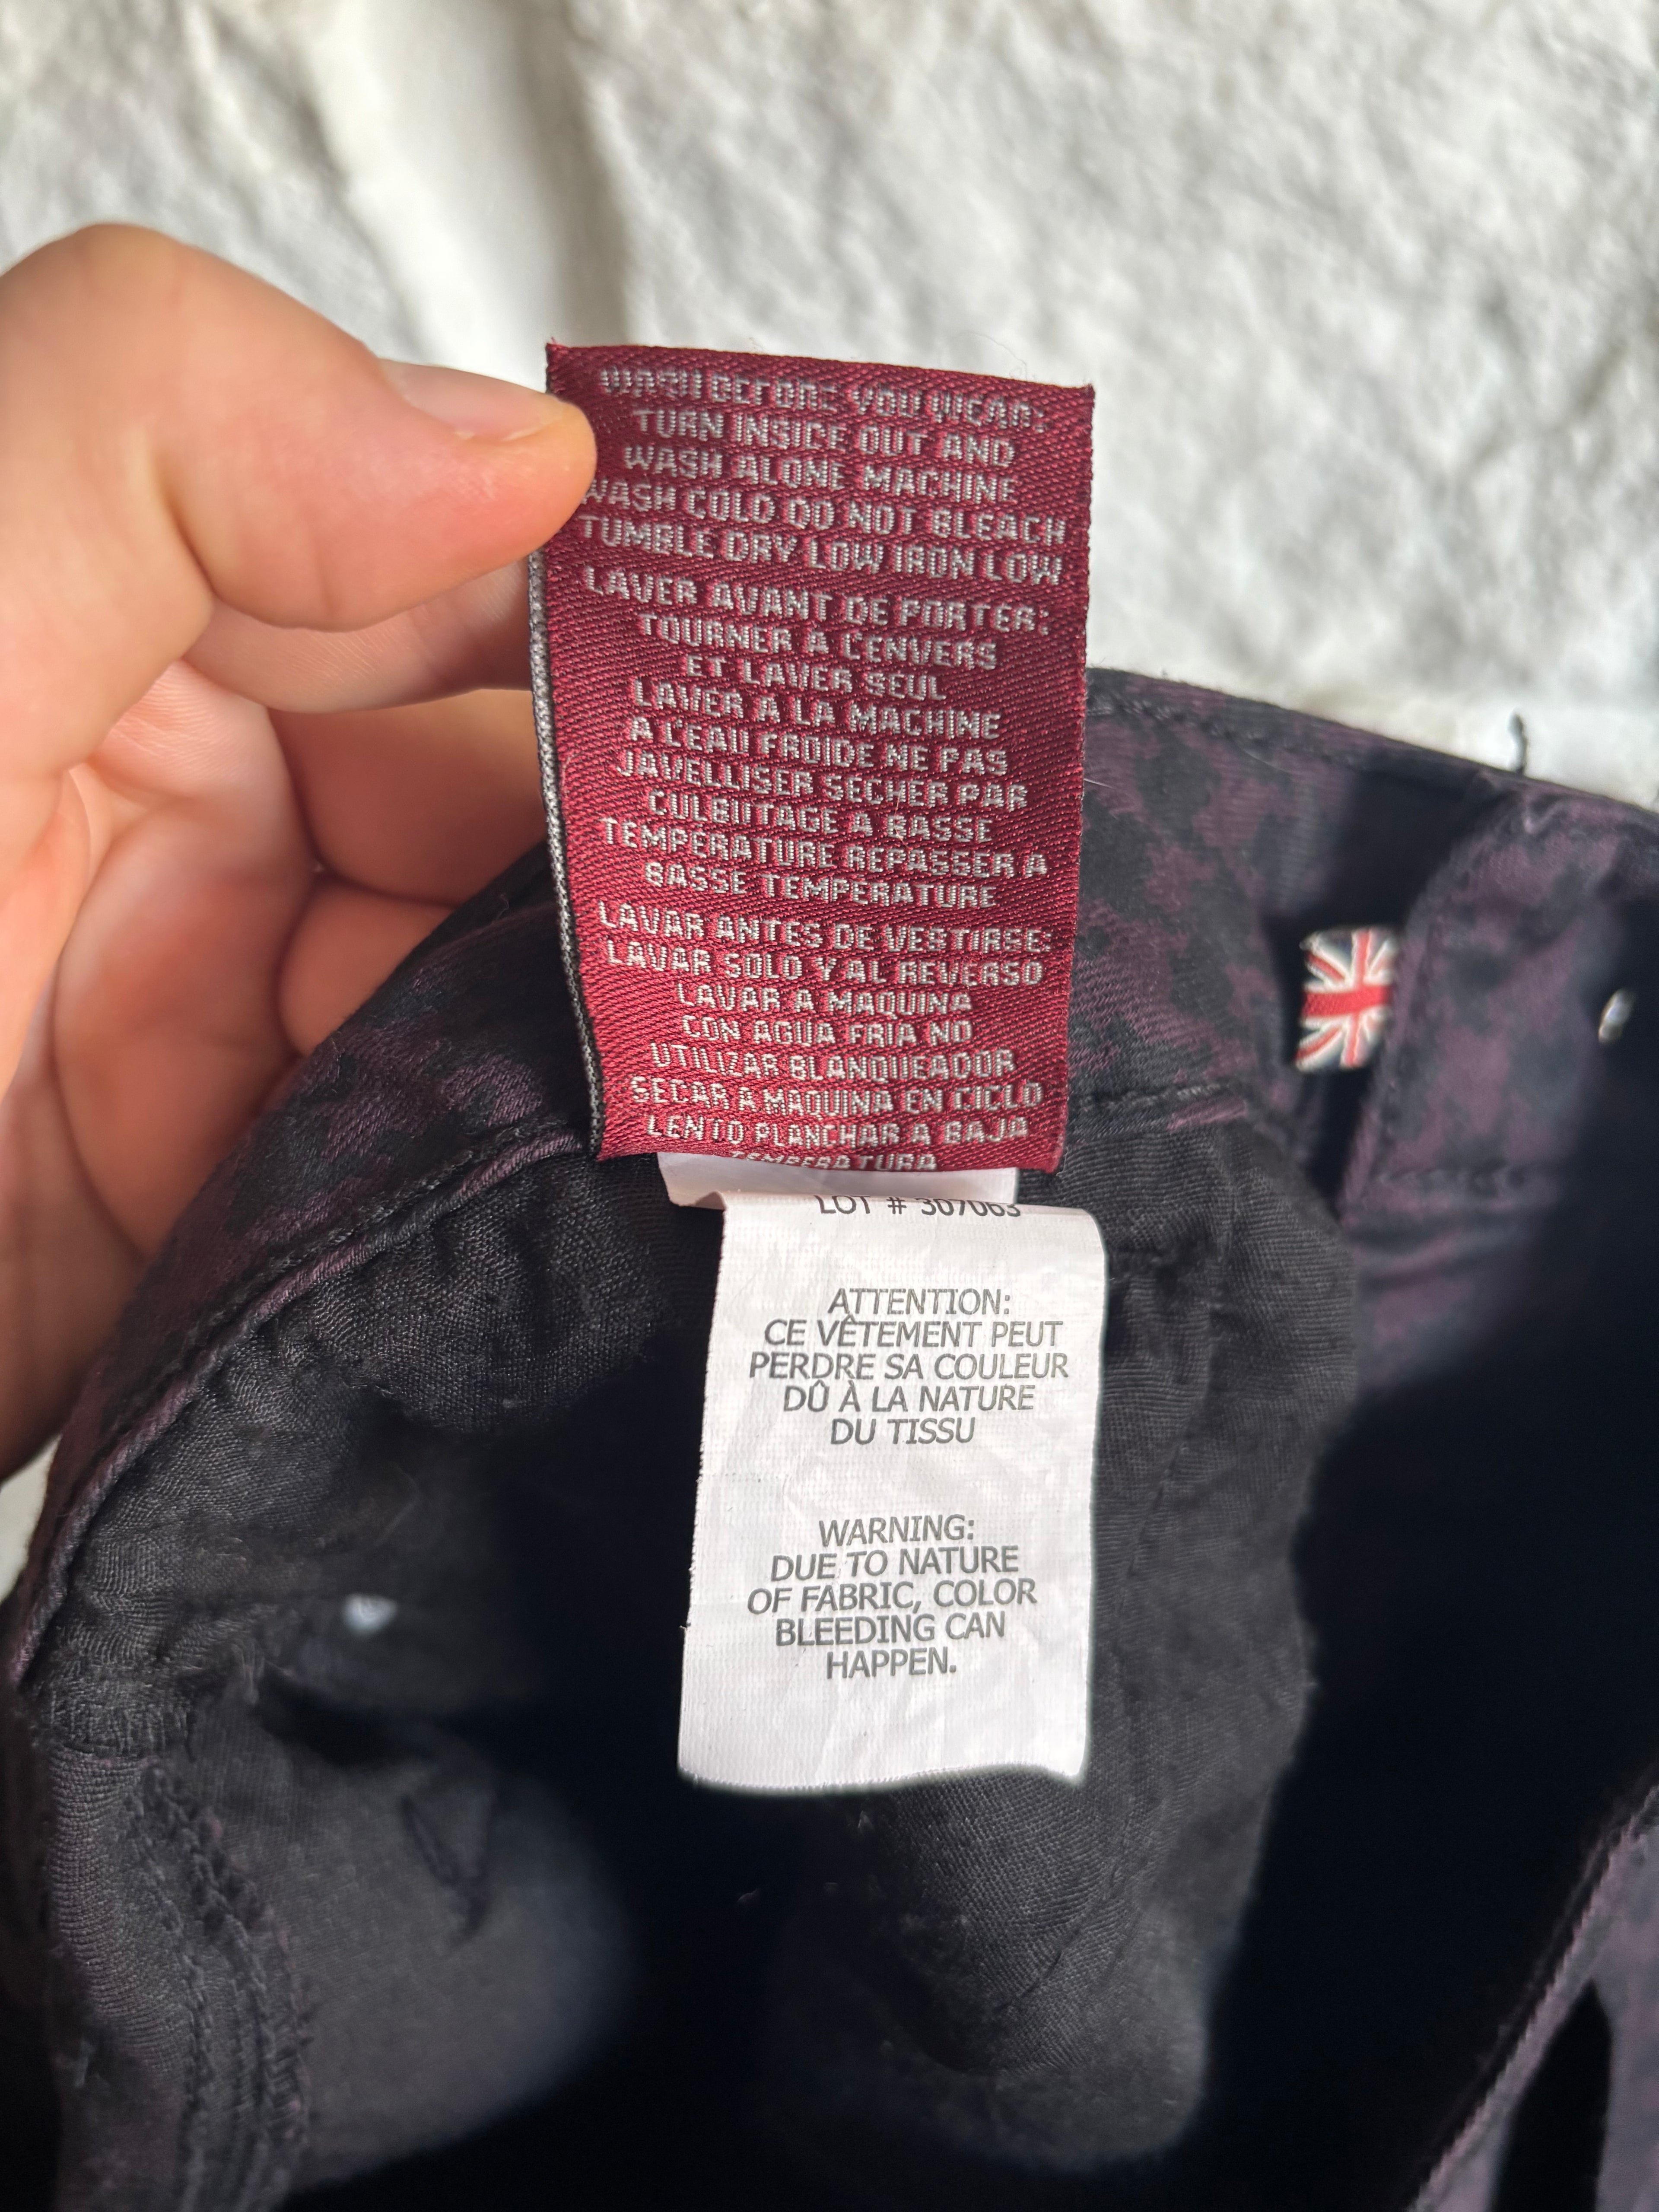 WASH BEFORE YOU WEAR:
TURN INSIDE OUT AND
WASH ALONE MACHINE
WASH COLD DO NOT BLEACH
TUMBLE DRY LOW IRON LOW
LAVER AVANT DE PORTER:
TOURNER A L'ENVERS
ET LAVER SEUL
LAVER A LA MACHINE
A L'EAU FROIDE NE PAS
JAVELLISER SECHER PAR
CULBUTAGE A BASSE
TEMPERATURE REPASSER A
BASSE TEMPERATURE
LAVAR ANTES DE VESTIRSE:
LAVAR SOLO Y AL REVERSO
LAVAR A MAQUINA
CON AGUA FRIA NO
UTILIZAR BLANQUEADOR
SECAR A MAQUINA EN CICLO
LENTO PLANCHAR A BAJA
TEMPERATURA
LOT # 307063
ATTENTION:
CE VÊTEMENT PEUT
PERDRE SA COULEUR
DÛ À LA NATURE
DU TISSU
WARNING:
DUE TO NATURE
OF FABRIC, COLOR
BLEEDING CAN
HAPPEN.